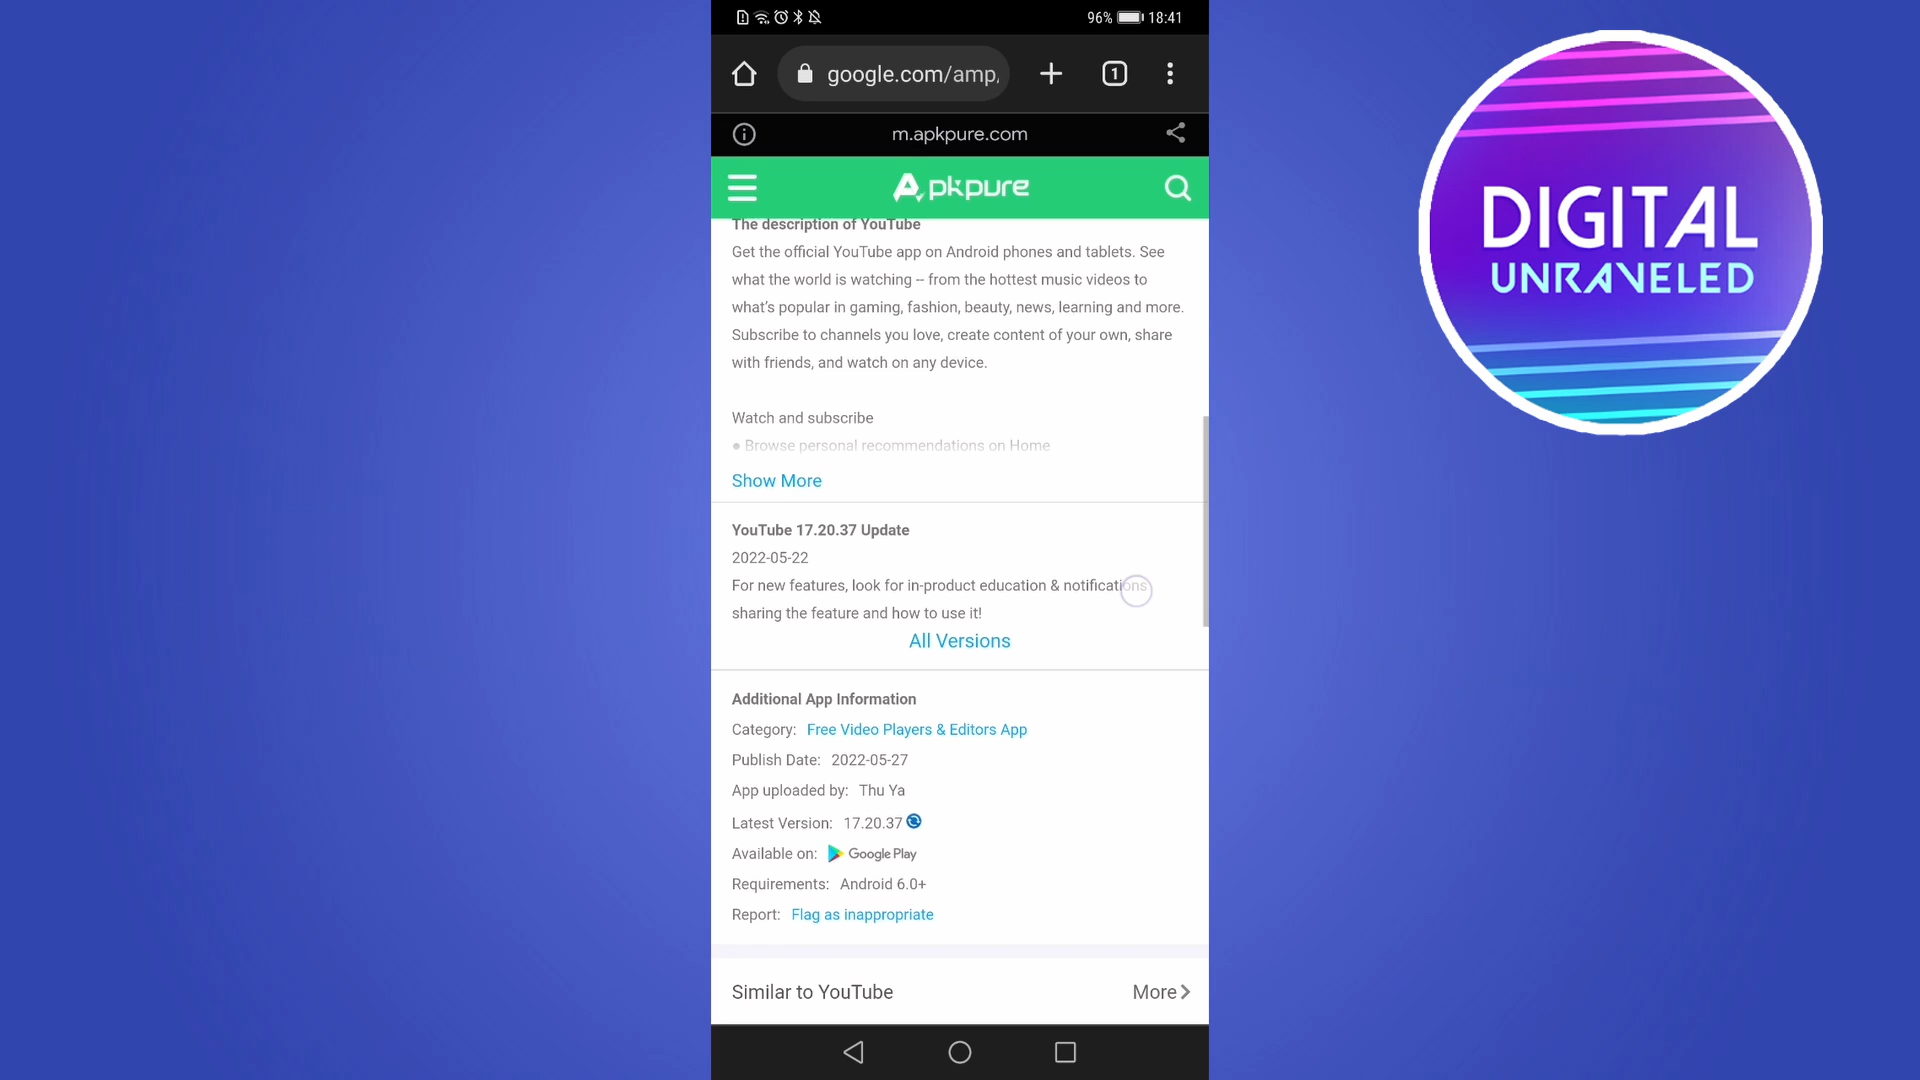 96% 18:41
google.com/amp,
1
m.apkpure.com
Apkpure
The description of YouTube
Get the official YouTube app on Android phones and tablets. See
what the world is watching -- from the hottest music videos to
what's popular in gaming, fashion, beauty, news, learning and more.
Subscribe to channels you love, create content of your own, share
with friends, and watch on any device.
Watch and subscribe
● Browse personal recommendations on Home
Show More
YouTube 17.20.37 Update
2022-05-22
For new features, look for in-product education & notifications
sharing the feature and how to use it!
All Versions
Additional App Information
Category: Free Video Players & Editors App
Publish Date: 2022-05-27
App uploaded by: Thu Ya
Latest Version: 17.20.37
Available on: Google Play
Requirements: Android 6.0+
Report: Flag as inappropriate
Similar to YouTube More
DIGITAL
UNRAVELED